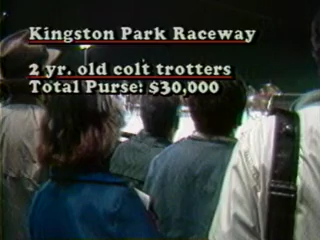 Kingston Park Raceway
2 yr. old colt trotters
Total Purse: $30,000